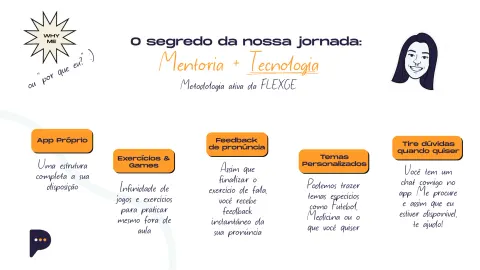 WHY
ME
ou "por que eu?" :)
O segredo da nossa jornada:
Mentoria + Tecnologia
Metodologia ativa da FLEXGE
App Próprio
Uma estrutura
completa a sua
disposição
Exercícios &
Games
Infinidade de
jogos e exercícios
para praticar
mesmo fora de
aula
Feedback
de pronúncia
Assim que
finalizar o
exercício de fala,
você recebe
feedback
instantâneo da
sua pronúncia
Temas
Personalizados
Podemos trazer
temas específicos
como Futebol,
Medicina ou o
que você quiser
Tire dúvidas
quando quiser
Você tem um
chat comigo no
app. Me procure
e assim que eu
estiver disponível,
te ajudo!